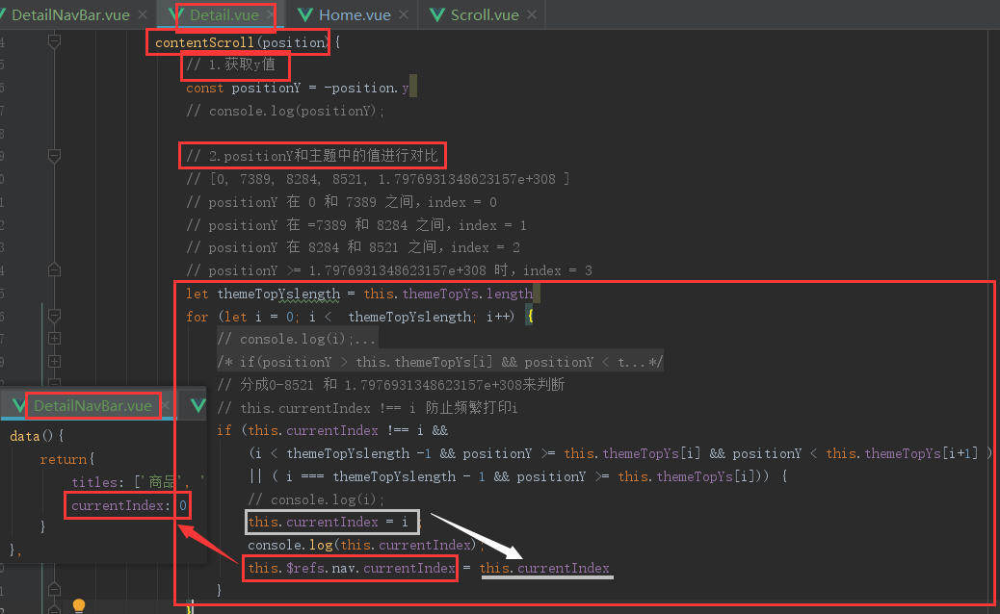 DetailNavBar.vue
Detail.vue
Home.vue
Scroll.vue
contentScroll(position){
// 1.获取y值
const positionY = -position.y
// console.log(positionY);
// 2.positionY和主题中的值进行对比
// [0, 7389, 8284, 8521, 1.7976931348623157e+308 ]
// positionY 在 0 和 7389 之间, index = 0
// positionY 在 =7389 和 8284 之间, index = 1
// positionY 在 8284 和 8521 之间, index = 2
// positionY >= 1.7976931348623157e+308 时, index = 3
let themeTopYslength = this.themeTopYs.length
for (let i = 0; i <  themeTopYslength; i++) {
// console.log(i);...
/* if(positionY > this.themeTopYs[i] && positionY < t...*/
// 分成0-8521 和 1.7976931348623157e+308来判断
// this.currentIndex !== i 防止频繁打印i
if (this.currentIndex !== i &&
(i < themeTopYslength -1 && positionY >= this.themeTopYs[i] && positionY < this.themeTopYs[i+1] )
|| ( i === themeTopYslength - 1 && positionY >= this.themeTopYs[i])) {
// console.log(i);
this.currentIndex = i ;
console.log(this.currentIndex);
this.$refs.nav.currentIndex = this.currentIndex
}
}
DetailNavBar.vue
data(){
return{
titles: ['商品', '
currentIndex: 0
}
},